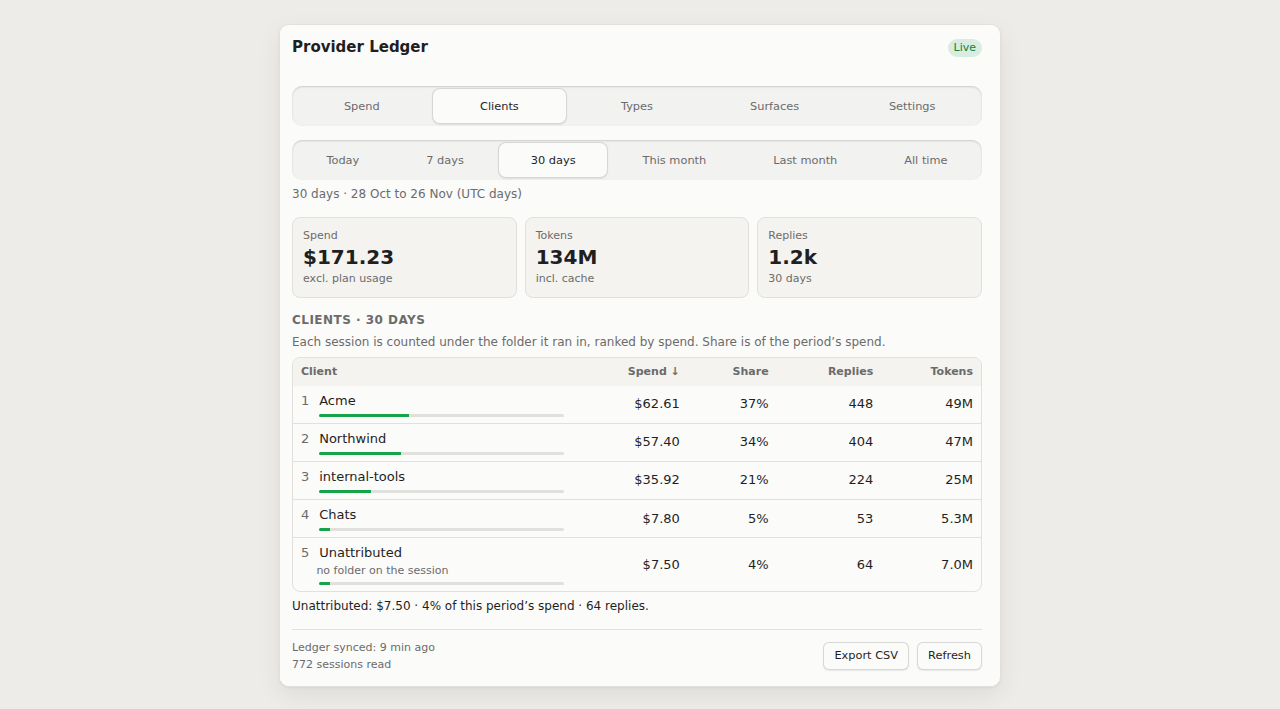 Provider Ledger
Live
Spend Clients Types Surfaces Settings
Today 7 days 30 days This month Last month All time
30 days · 28 Oct to 26 Nov (UTC days)
Spend
$171.23
excl. plan usage
Tokens
134M
incl. cache
Replies
1.2k
30 days
CLIENTS · 30 DAYS
Each session is counted under the folder it ran in, ranked by spend. Share is of the period’s spend.
Client Spend ↓ Share Replies Tokens
1 Acme $62.61 37% 448 49M
2 Northwind $57.40 34% 404 47M
3 internal-tools $35.92 21% 224 25M
4 Chats $7.80 5% 53 5.3M
5 Unattributed $7.50 4% 64 7.0M
no folder on the session
Unattributed: $7.50 · 4% of this period’s spend · 64 replies.
Ledger synced: 9 min ago
772 sessions read
Export CSV Refresh